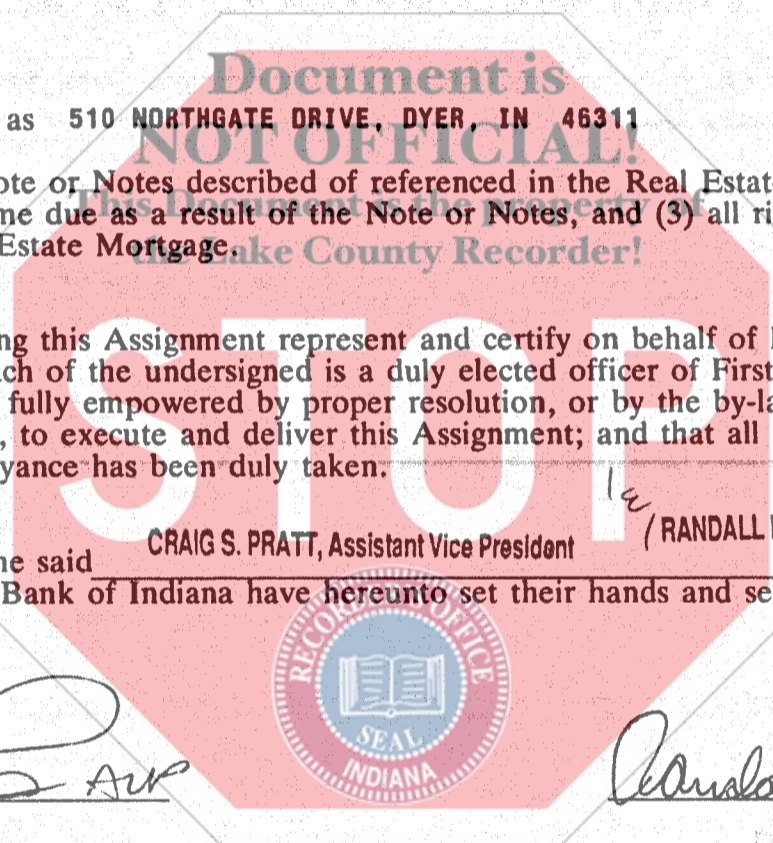 Document is
as 510 NORTHGATE DRIVE, DYER, IN 46311
NOT OFFICIAL!
ote or Notes described of referenced in the Real Estat
This Document is the property of
me due as a result of the Note or Notes, and (3) all ri
Estate Mortgage.
the Lake County Recorder!
STOP
ng this Assignment represent and certify on behalf of
ch of the undersigned is a duly elected officer of First
fully empowered by proper resolution, or by the by-la
, to execute and deliver this Assignment; and that all
yance has been duly taken.
ne said CRAIG S. PRATT, Assistant Vice President / RANDALL
Bank of Indiana have hereunto set their hands and se
RECORDER OFFICE
SEAL
INDIANA
AVP